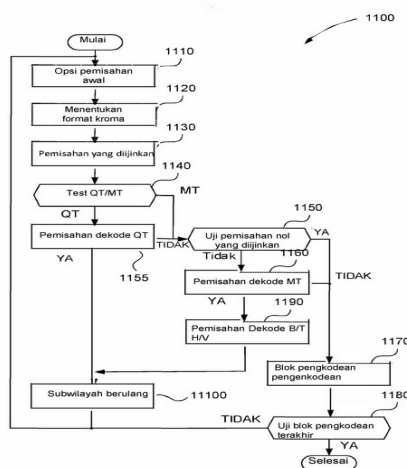 1100
Mulai
1110
Opsi pemisahan
awal
1120
Menentukan
format kroma
1130
Pemisahan yang diijinkan
1140
Test QT/MT
MT
QT
1150
Pemisahan dekode QT
TIDAK
Uji pemisahan nol
yang diijinkan
YA
YA
1155
Tidak
1160
Pemisahan dekode MT
TIDAK
YA
1190
Pemisahan Dekode B/T
H/V
1170
Blok pengkodean
pengenkodean
Subwilayah berulang
11100
TIDAK
1180
Uji blok pengkodean
terakhir
YA
Selesai